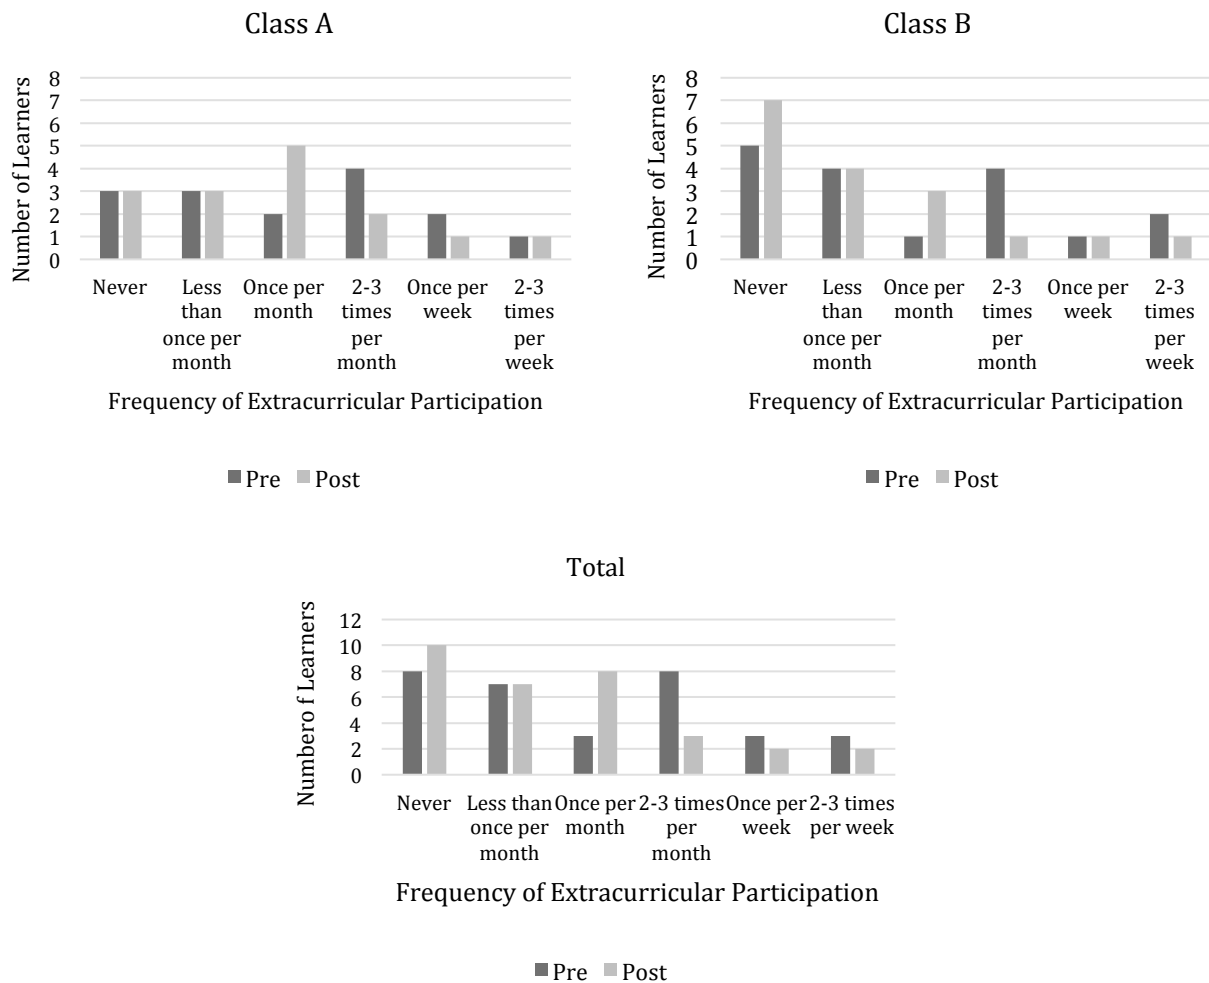 Class A
Number of Learners
8
7
6
5
4
3
2
1
0
Never
Less than once per month
Once per month
2-3 times per month
Once per week
2-3 times per week
Frequency of Extracurricular Participation
Pre Post
Class B
Number of Learners
8
7
6
5
4
3
2
1
0
Never
Less than once per month
Once per month
2-3 times per month
Once per week
2-3 times per week
Frequency of Extracurricular Participation
Pre Post
Total
Numbero f Learners
12
10
8
6
4
2
0
Never
Less than once per month
Once per month
2-3 times per month
Once per week
2-3 times per week
Frequency of Extracurricular Participation
Pre Post